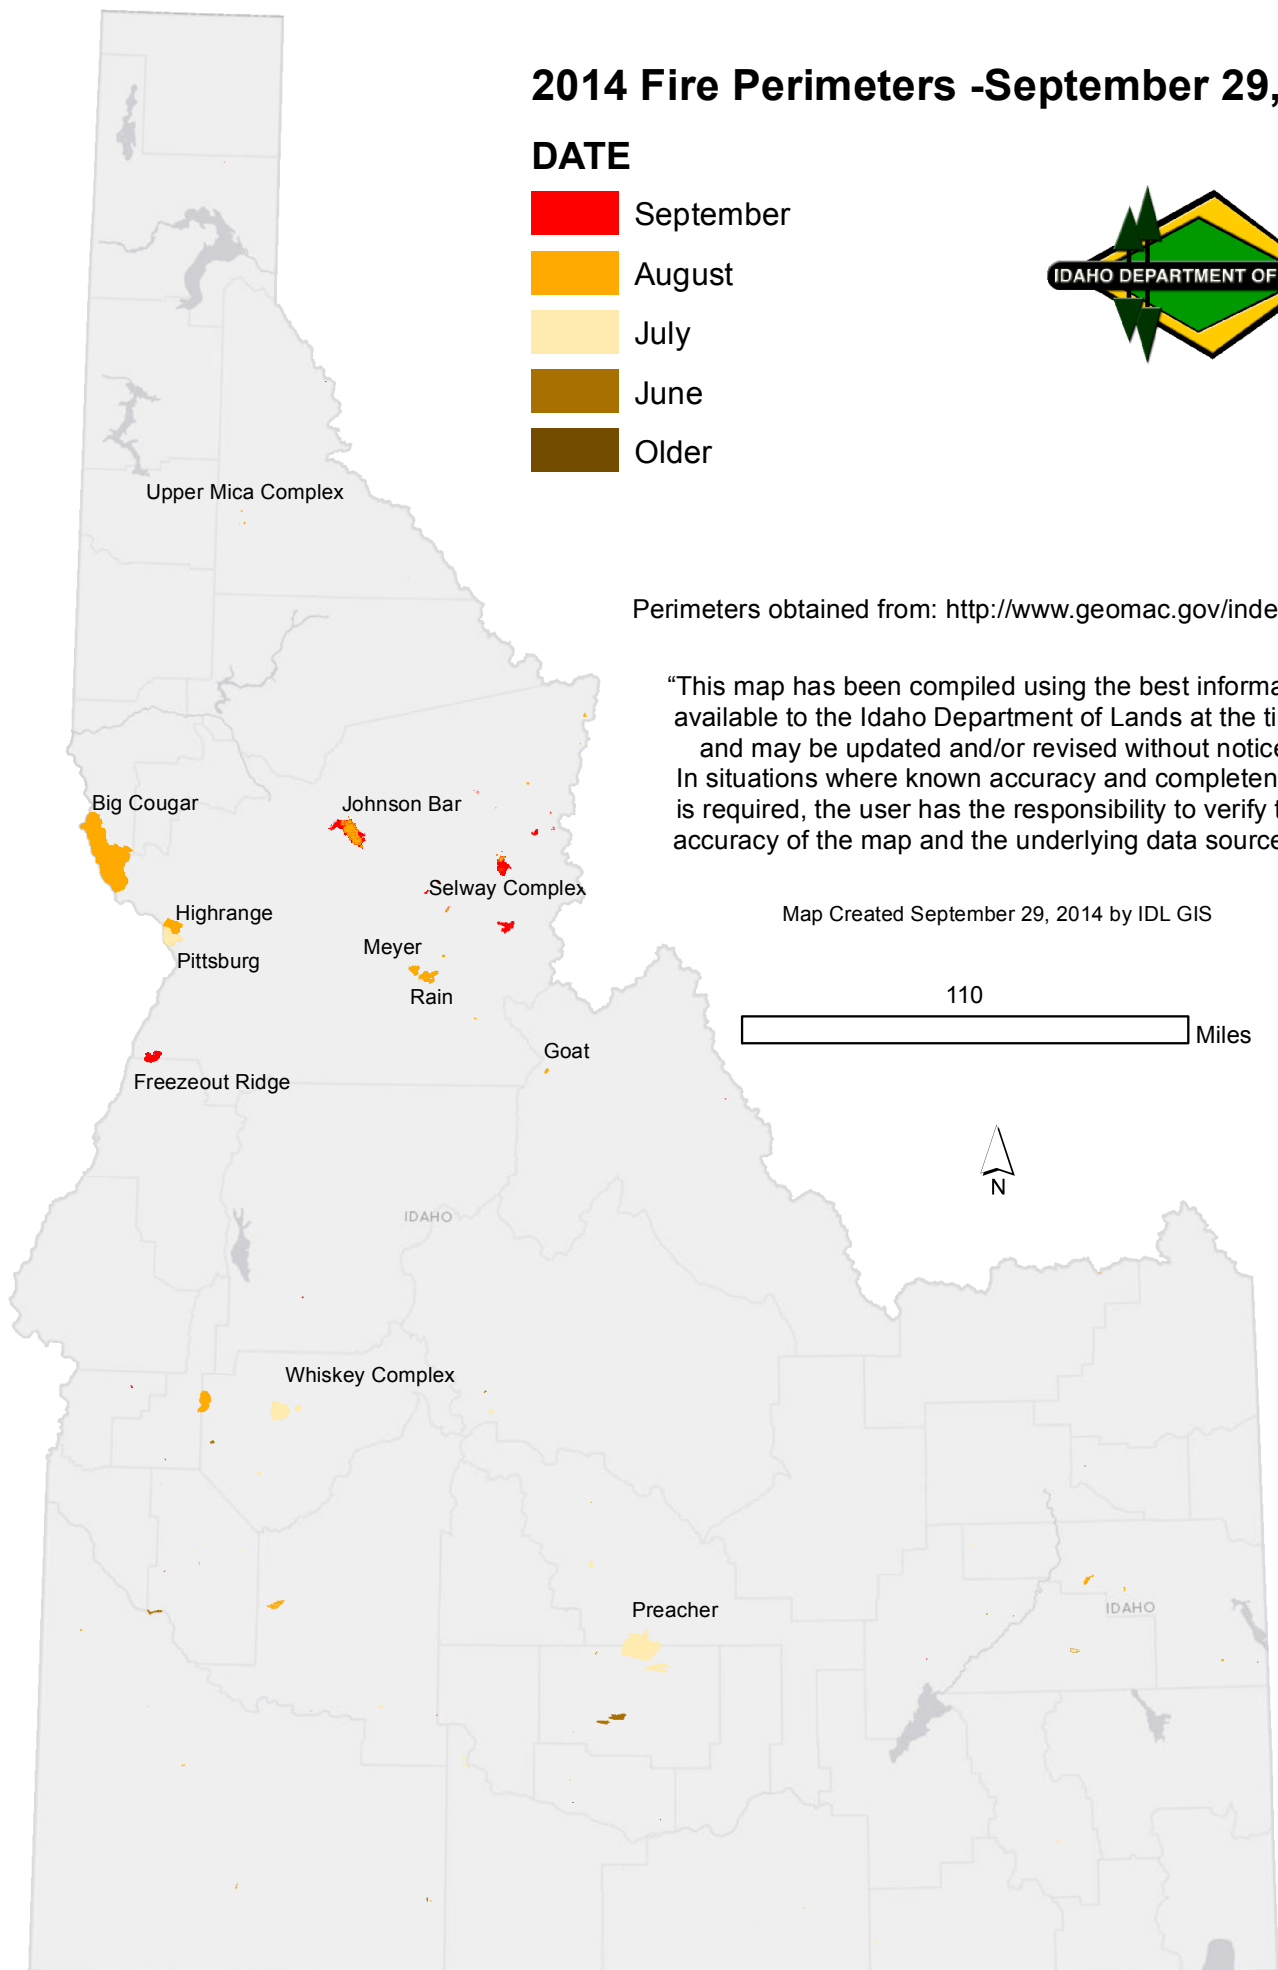 2014 Fire Perimeters -September 29,
DATE
September
August
July
June
Older
IDAHO DEPARTMENT OF
Upper Mica Complex
Perimeters obtained from: http://www.geomac.gov/inde
“This map has been compiled using the best informa
available to the Idaho Department of Lands at the ti
and may be updated and/or revised without notice
In situations where known accuracy and completen
is required, the user has the responsibility to verify t
accuracy of the map and the underlying data source
Map Created September 29, 2014 by IDL GIS
110
Miles
N
Big Cougar
Johnson Bar
Selway Complex
Highrange
Pittsburg
Meyer
Rain
Goat
Freezeout Ridge
IDAHO
Whiskey Complex
Preacher
IDAHO